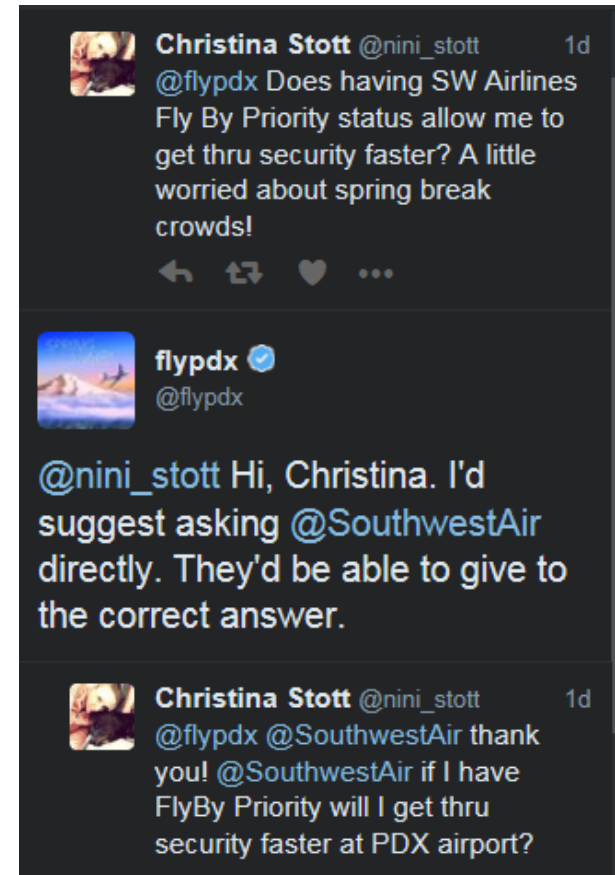 Christina Stott @nini_stott 1d
@flypdx Does having SW Airlines
Fly By Priority status allow me to
get thru security faster? A little
worried about spring break
crowds!
flypdx
@flypdx
@nini_stott Hi, Christina. I'd
suggest asking @SouthwestAir
directly. They'd be able to give to
the correct answer.
Christina Stott @nini_stott 1d
@flypdx @SouthwestAir thank
you! @SouthwestAir if I have
FlyBy Priority will I get thru
security faster at PDX airport?